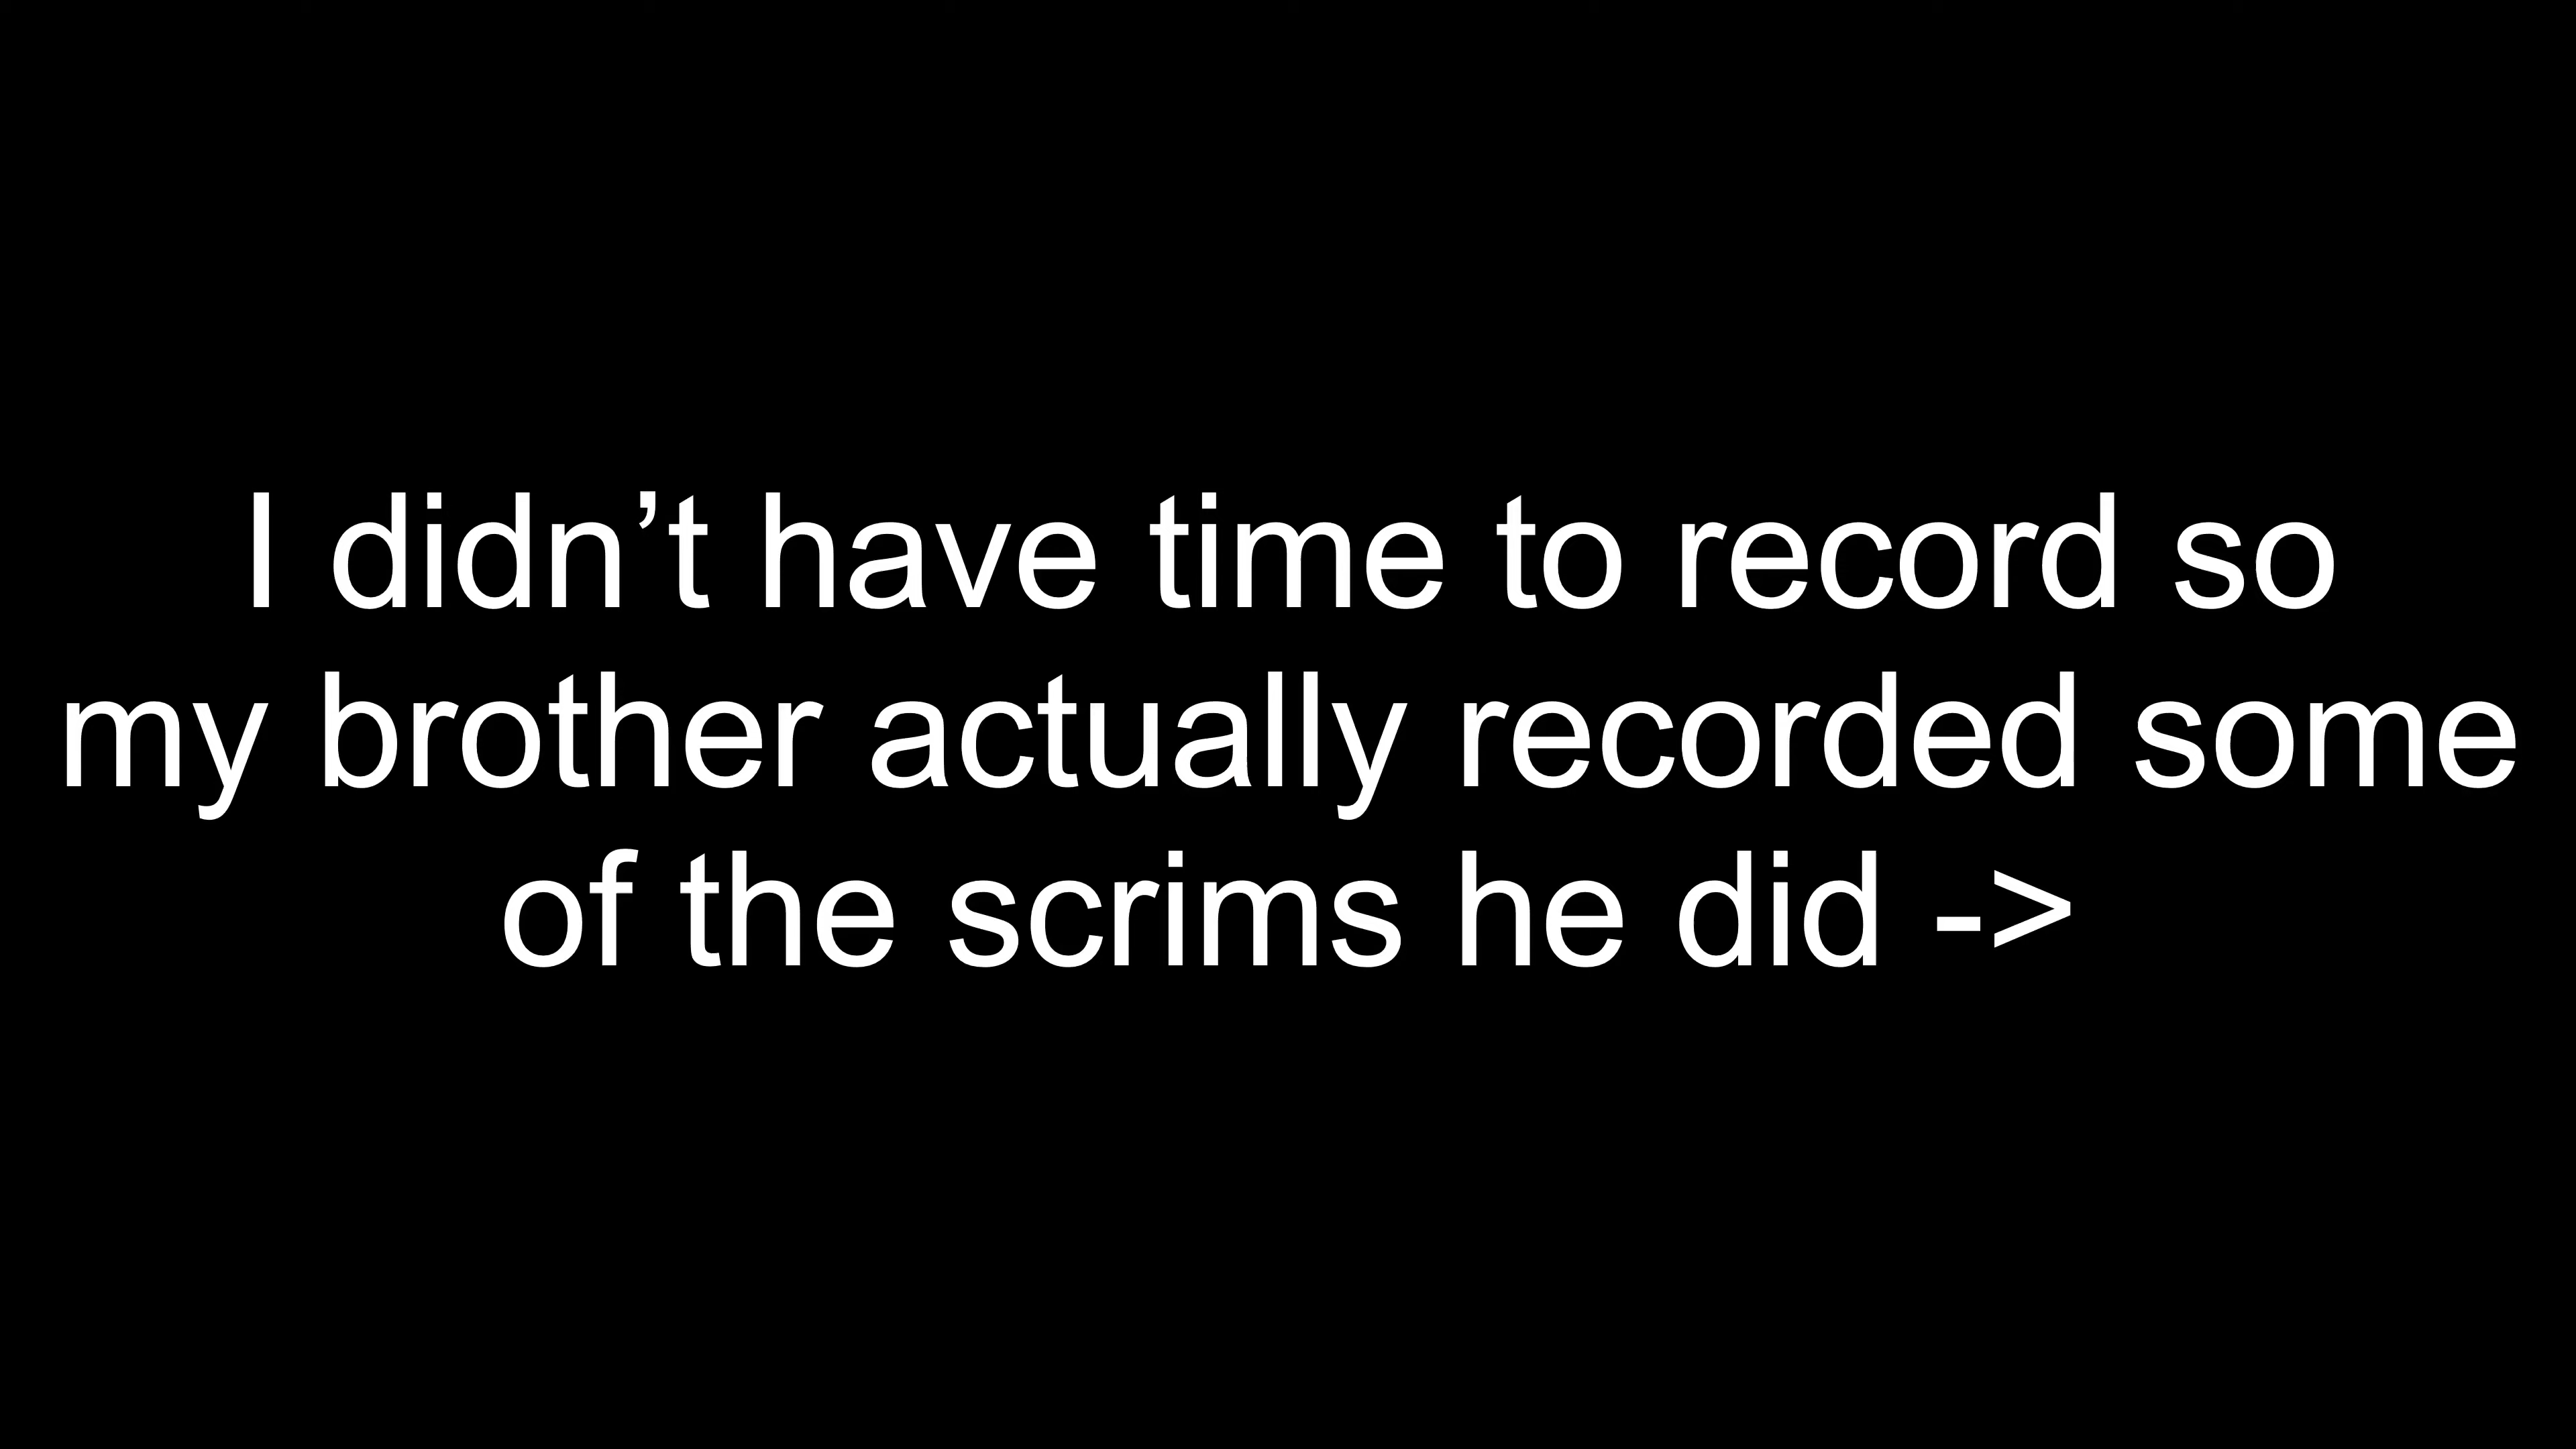 I didn’t have time to record so
my brother actually recorded some
of the scrims he did ->